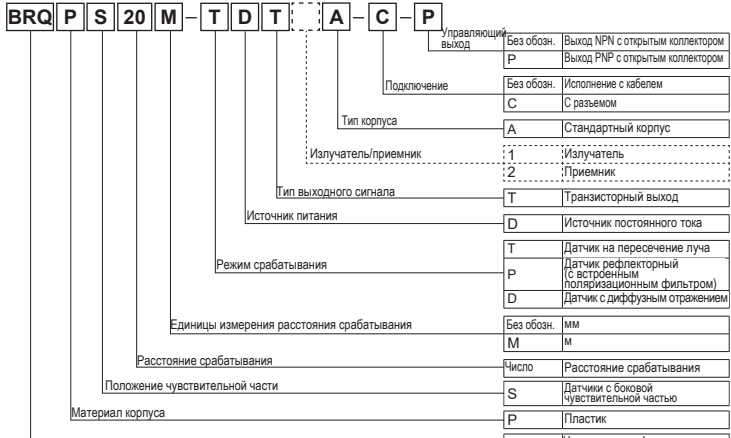 BRQ P S 20 M - T D T A - C - P
Управляющий
выход
Без обозн. Выход NPN с открытым коллектором
P Выход PNP с открытым коллектором
Подключение
Без обозн. Исполнение с кабелем
C С разъемом
Тип корпуса
A Стандартный корпус
Излучатель/приемник
1 Излучатель
2 Приемник
Тип выходного сигнала
T Транзисторный выход
Источник питания
D Источник постоянного тока
Режим срабатывания
T Датчик на пересечение луча
P Датчик рефлекторный
(с встроенным
поляризационным фильтром)
D Датчик с диффузным отражением
Единицы измерения расстояния срабатывания
Без обозн. мм
M м
Расстояние срабатывания
Число Расстояние срабатывания
Положение чувствительной части
S Датчики с боковой
чувствительной частью
Материал корпуса
P Пластик